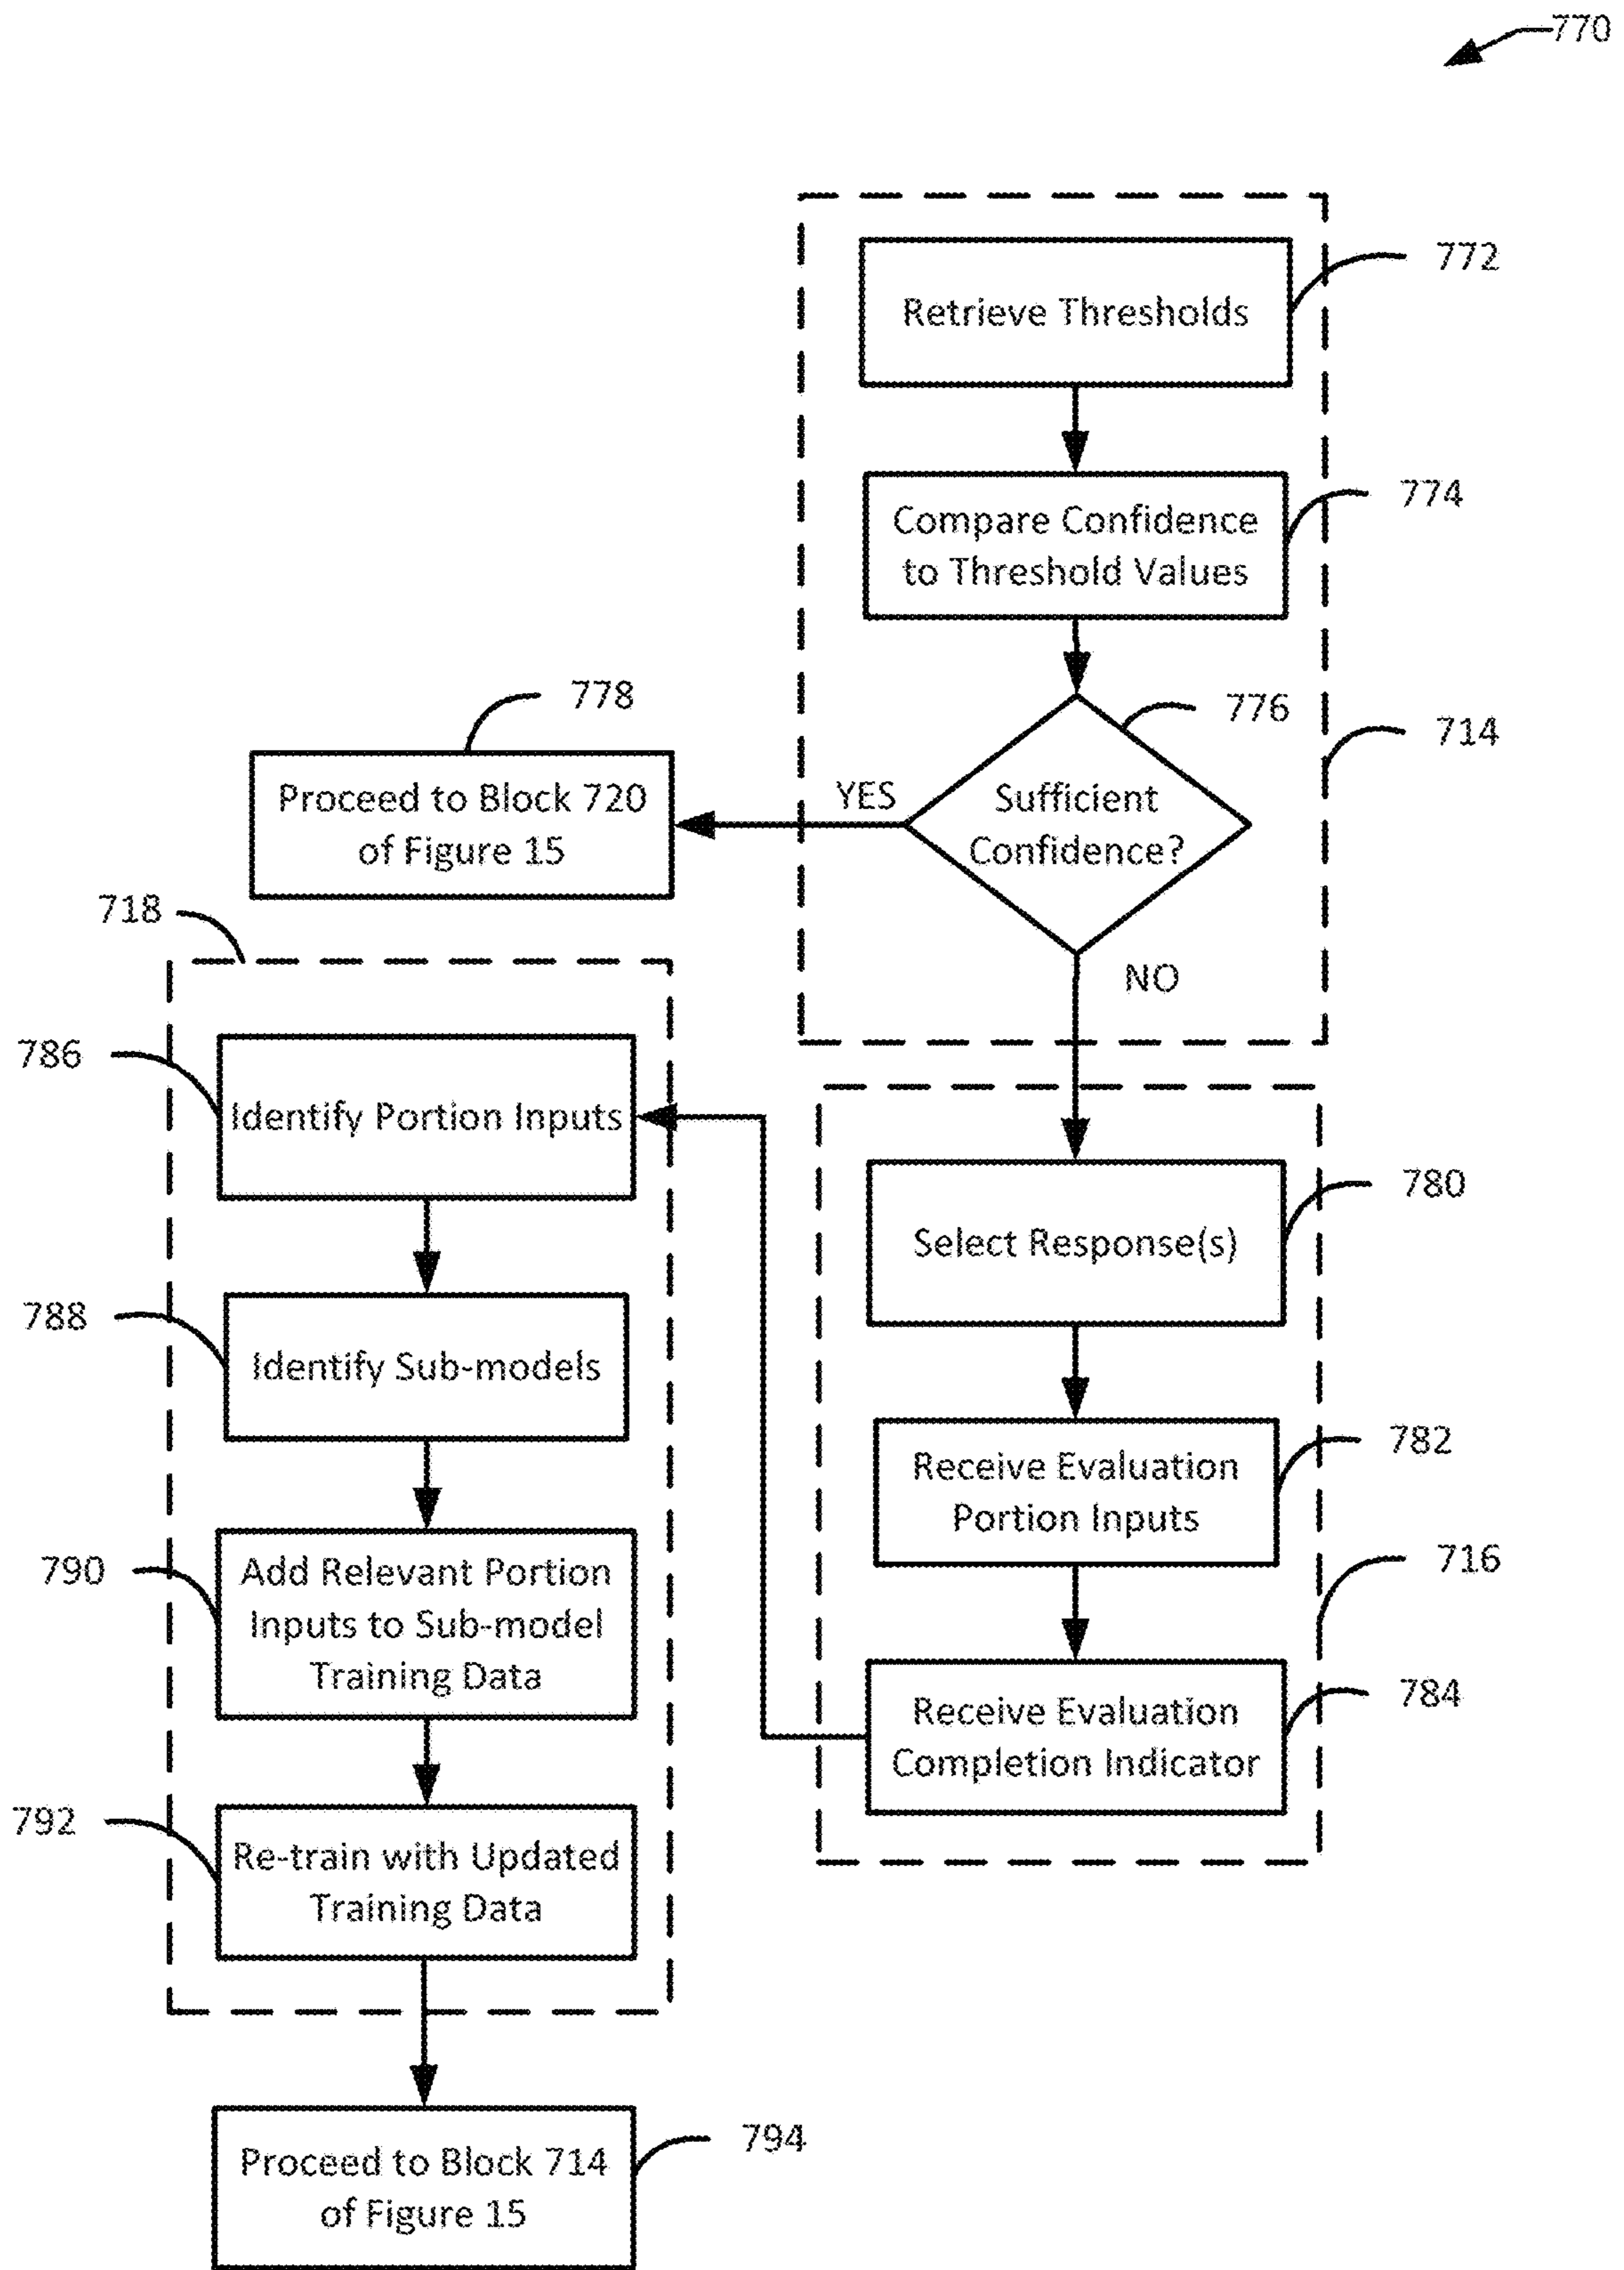 770
772
Retrieve Thresholds
774
Compare Confidence
to Threshold Values
776
714
778
YES
Sufficient
Confidence?
Proceed to Block 720
of Figure 15
718
NO
786
Identify Portion Inputs
780
Select Response(s)
788
Identify Sub-models
782
Receive Evaluation
Portion Inputs
716
790
Add Relevant Portion
Inputs to Sub-model
Training Data
784
Receive Evaluation
Completion Indicator
792
Re-train with Updated
Training Data
794
Proceed to Block 714
of Figure 15